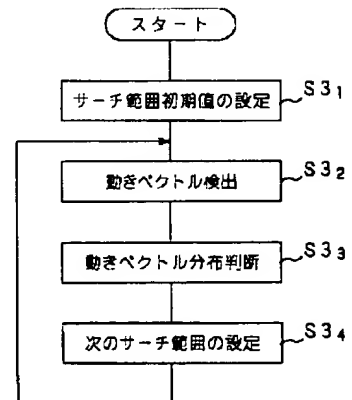 スタート
サーチ範囲初期値の設定 S3₁
動きベクトル検出 S3₂
動きベクトル分布判断 S3₃
次のサーチ範囲の設定 S3₄